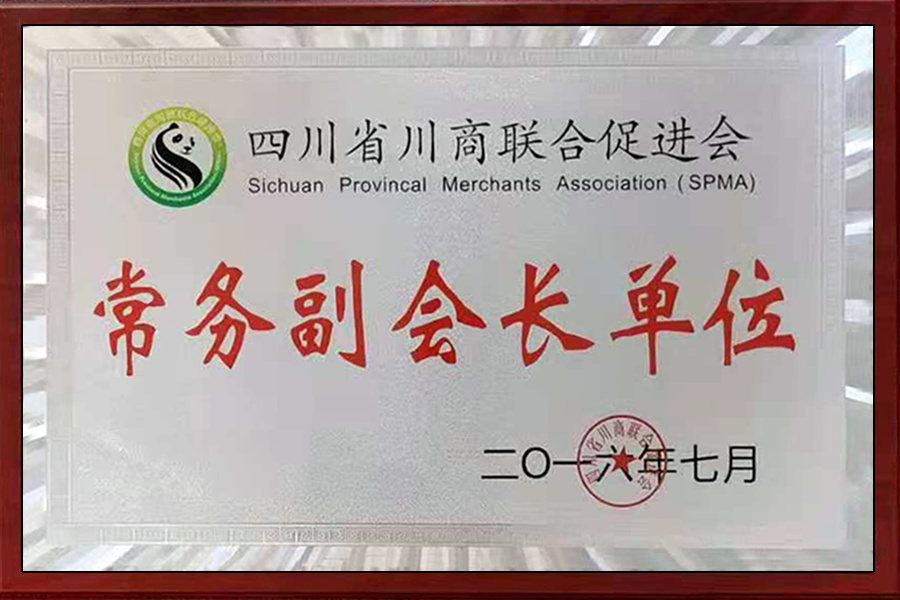 四川省川商联合促进会
Sichuan Provincal Merchants Association (SPMA)
常务副会长单位
二〇一六年七月